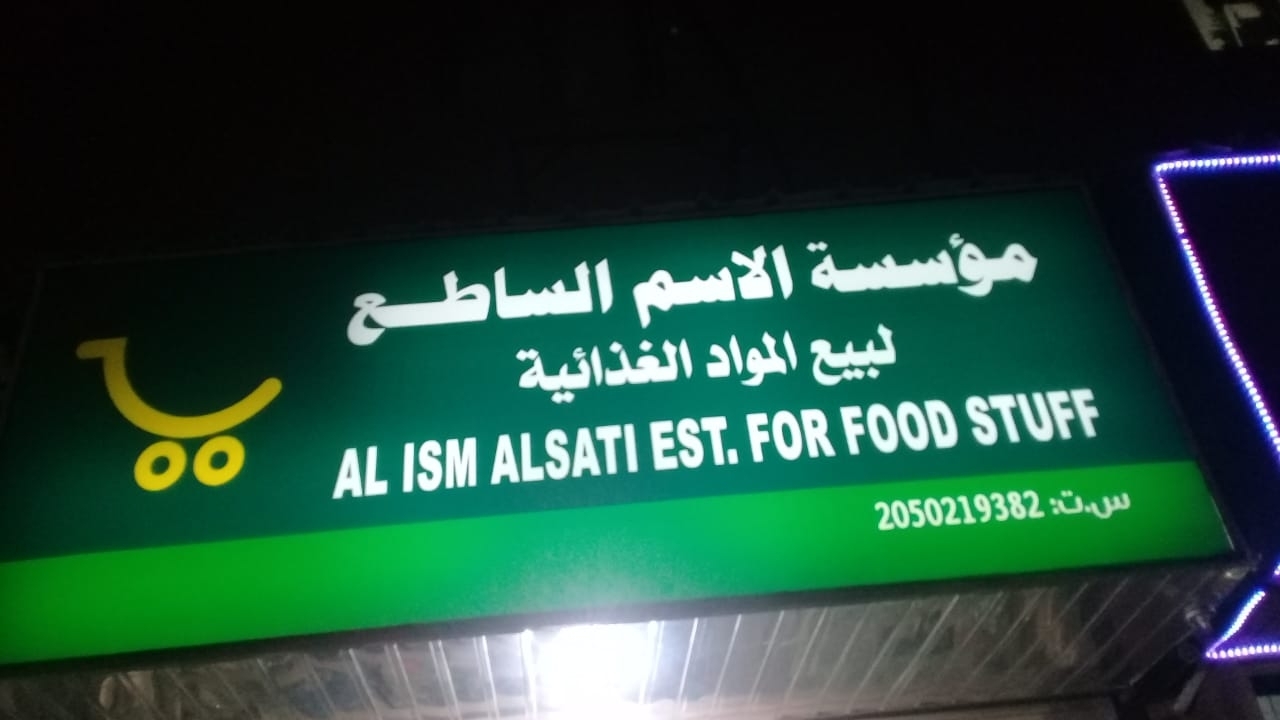 مؤسسة الاسم الساطع
لبيع المواد الغذائية
AL ISM ALSATI EST. FOR FOOD STUFF
س.ت: 2050219382